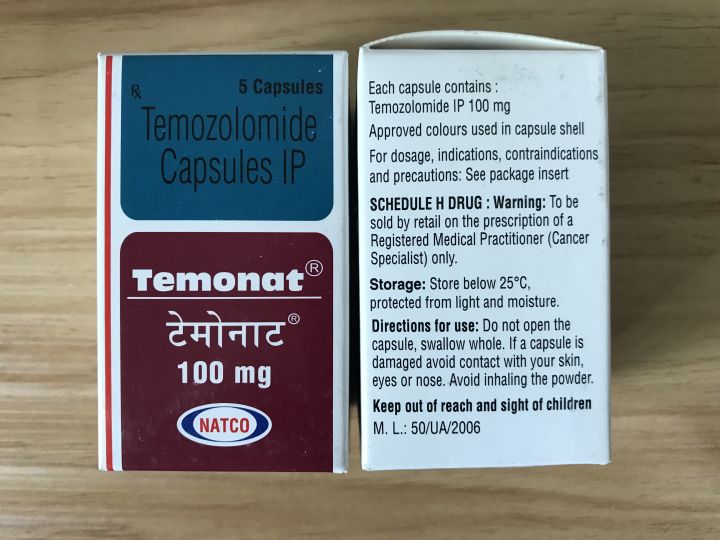 5 Capsules
Rx
Temozolomide
Capsules IP
Temonat®
टेमोनाट®
100 mg
NATCO
Each capsule contains :
Temozolomide IP 100 mg
Approved colours used in capsule shell
For dosage, indications, contraindications
and precautions: See package insert
SCHEDULE H DRUG : Warning: To be
sold by retail on the prescription of a
Registered Medical Practitioner (Cancer
Specialist) only.
Storage: Store below 25°C,
protected from light and moisture.
Directions for use: Do not open the
capsule, swallow whole. If a capsule is
damaged avoid contact with your skin,
eyes or nose. Avoid inhaling the powder.
Keep out of reach and sight of children
M. L.: 50/UA/2006